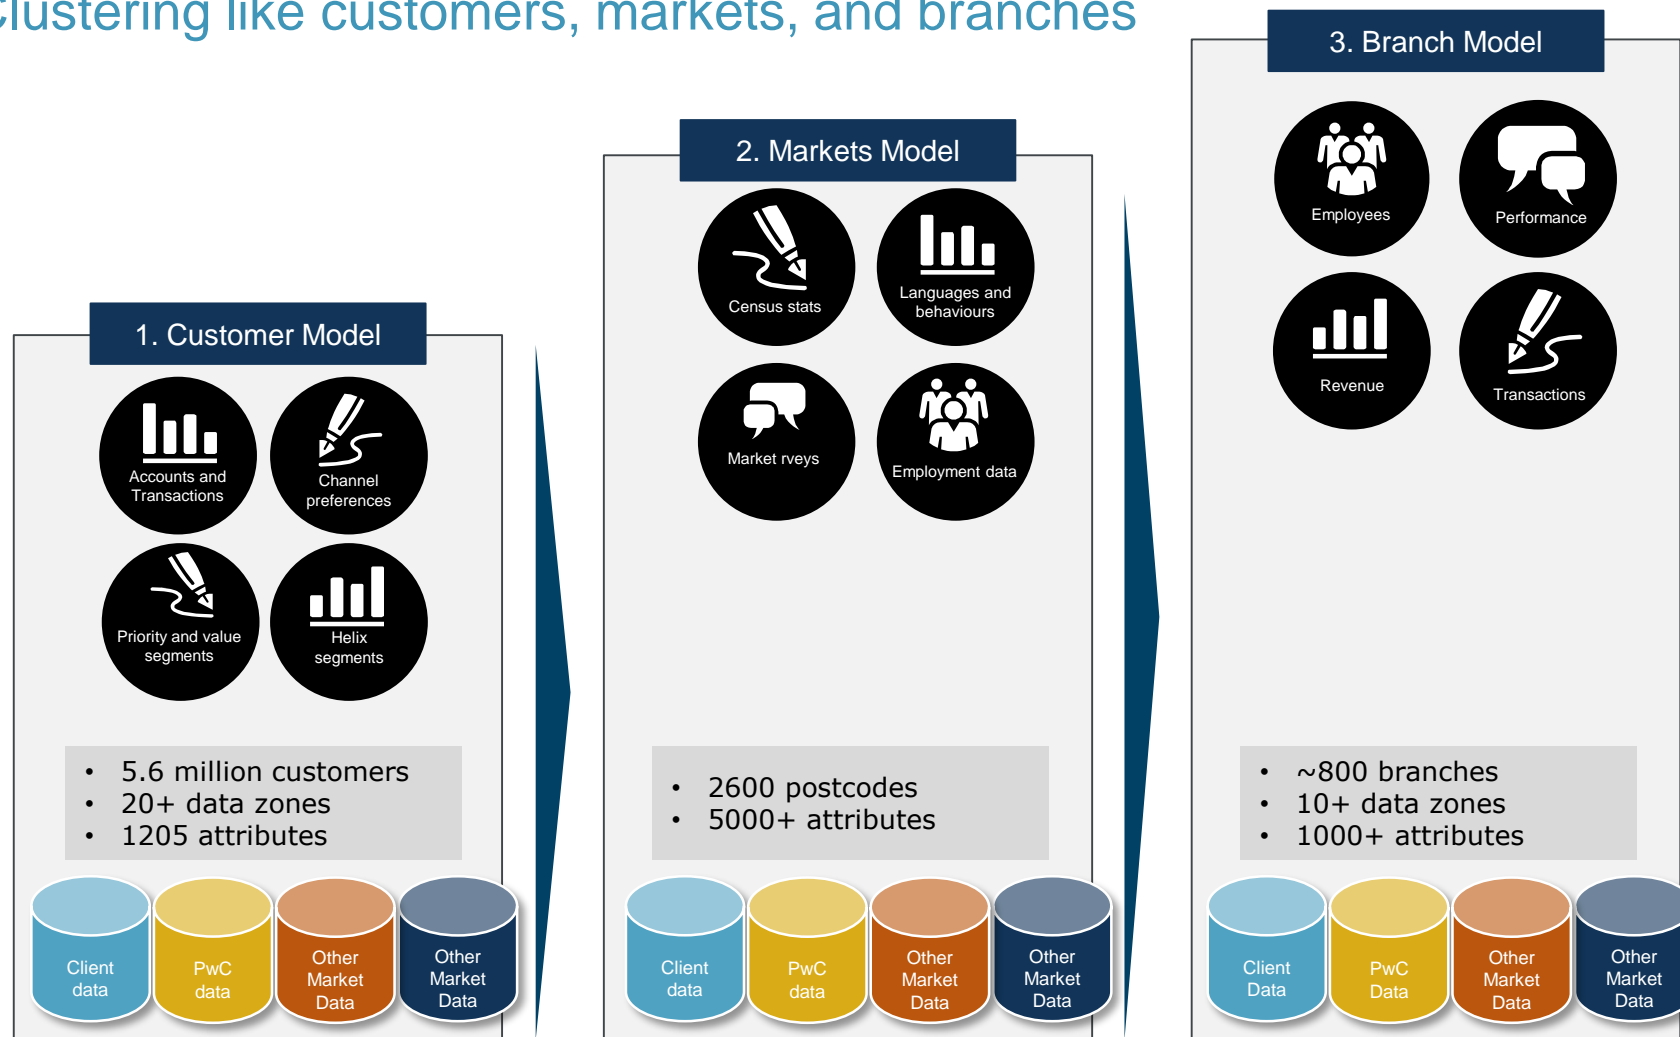 Clustering like customers, markets, and branches
1. Customer Model
Accounts and
Transactions
Channel
preferences
Priority and value
segments
Helix
segments
• 5.6 million customers
• 20+ data zones
• 1205 attributes
Client
data
PwC
data
Other
Market
Data
Other
Market
Data
2. Markets Model
Census stats
Languages and
behaviours
Market rveys
Employment data
• 2600 postcodes
• 5000+ attributes
Client
data
PwC
data
Other
Market
Data
Other
Market
Data
3. Branch Model
Employees
Performance
Revenue
Transactions
• ~800 branches
• 10+ data zones
• 1000+ attributes
Client
Data
PwC
Data
Other
Market
Data
Other
Market
Data